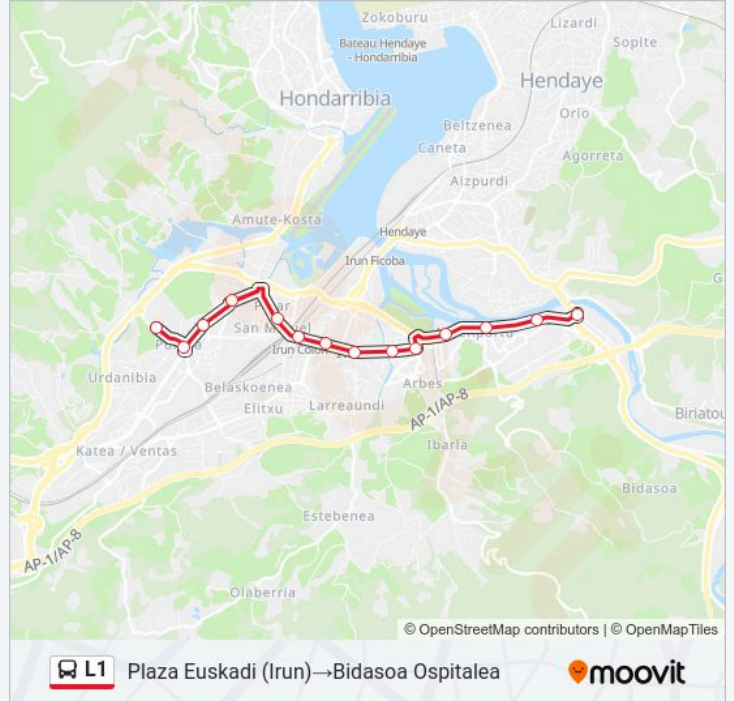 Zokoburu
Lizardi
Bateau Hendaye
- Hondarribia
Sopite
Hendaye
Hondarribia
Orio
Beltzenea
Caneta
Agorreta
Aizpurdi
Amute-Kosta
Hendaye
Irun Ficoba
San Miguel
Irun Colon
Urdanibia
Belaskoenea
Arbes
Elitxu
Larreaundi
AP-1/AP-8
Biriatou
Ibarla
Katea / Ventas
Bidasoa
Estebenea
AP-1/AP-8
Olaberria
© OpenStreetMap contributors | © OpenMapTiles
L1 Plaza Euskadi (Irun)→Bidasoa Ospitalea
moovit